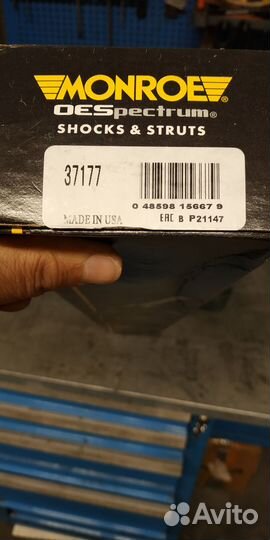 MONROE®
OESpectrum®
SHOCKS & STRUTS
37177
0 48598 15667 9
MADE IN USA
EAC B P21147
Avito